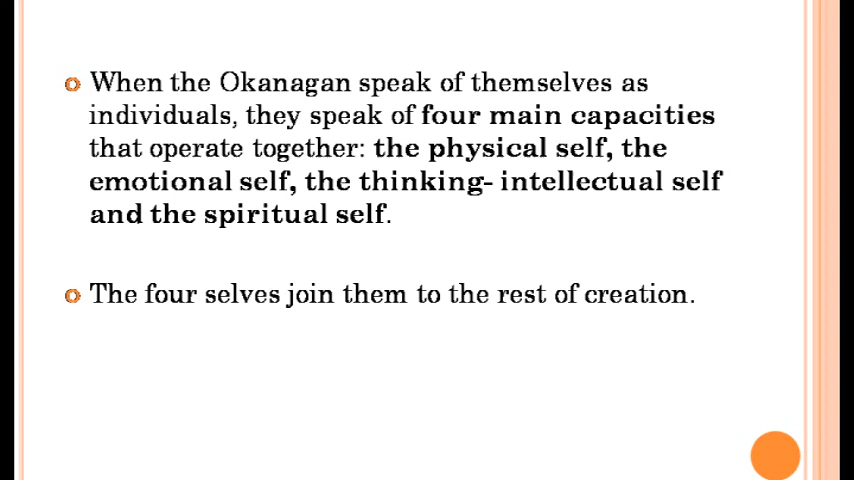 When the Okanagan speak of themselves as
individuals, they speak of four main capacities
that operate together: the physical self, the
emotional self, the thinking- intellectual self
and the spiritual self.
The four selves join them to the rest of creation.